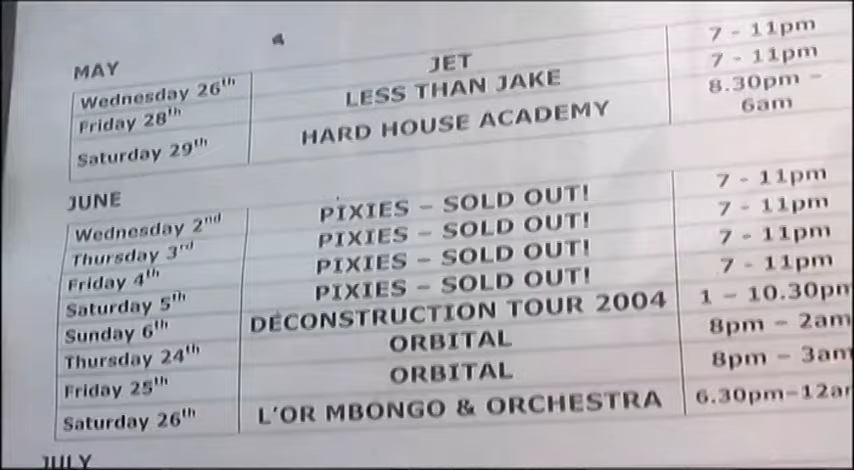 MAY
Wednesday 26th JET 7 - 11pm
Friday 28th LESS THAN JAKE 7 - 11pm
Saturday 29th HARD HOUSE ACADEMY 8.30pm –
6am
JUNE
Wednesday 2nd PIXIES – SOLD OUT! 7 - 11pm
Thursday 3rd PIXIES – SOLD OUT! 7 - 11pm
Friday 4th PIXIES – SOLD OUT! 7 - 11pm
Saturday 5th PIXIES – SOLD OUT! 7 - 11pm
Sunday 6th DECONSTRUCTION TOUR 2004 1 – 10.30pm
Thursday 24th ORBITAL 8pm – 2am
Friday 25th ORBITAL 8pm – 3am
Saturday 26th L'OR MBONGO & ORCHESTRA 6.30pm–12am
JULY